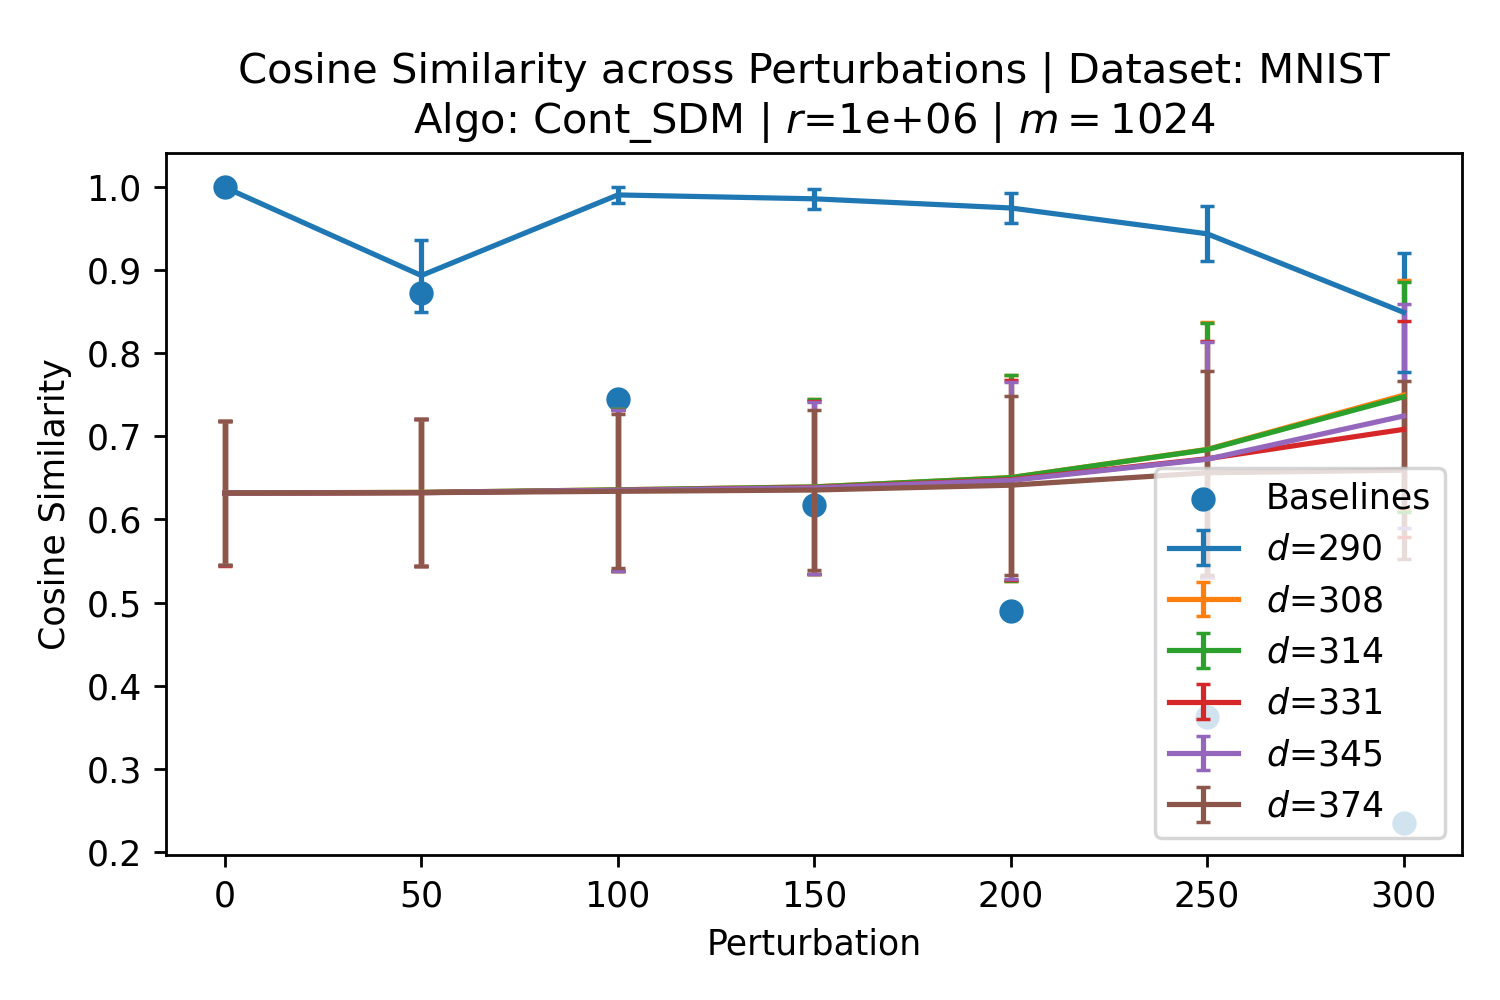 Cosine Similarity across Perturbations | Dataset: MNIST
Algo: Cont_SDM | r=1e+06 | m = 1024
Cosine Similarity
1.0
0.9
0.8
0.7
0.6
0.5
0.4
0.3
0.2
Baselines
d=290
d=308
d=314
d=331
d=345
d=374
0 50 100 150 200 250 300
Perturbation